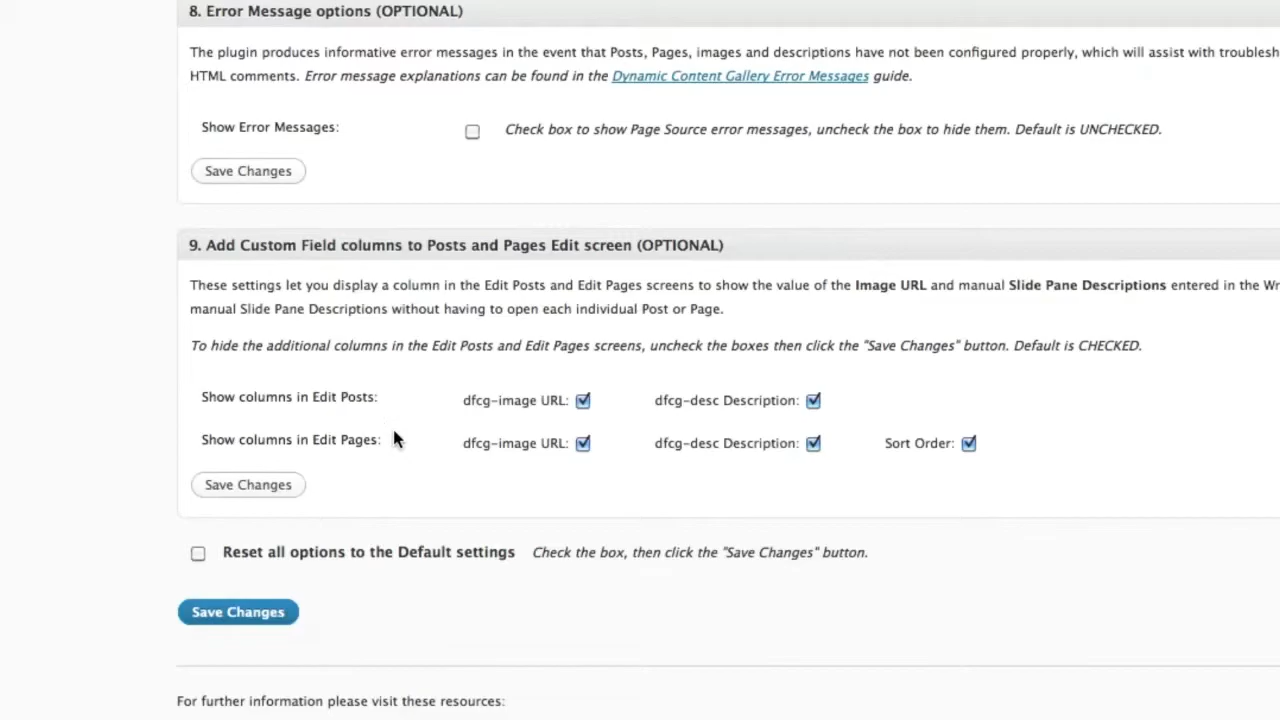 8. Error Message options (OPTIONAL)
The plugin produces informative error messages in the event that Posts, Pages, images and descriptions have not been configured properly, which will assist with
HTML comments. Error message explanations can be found in the Dynamic Content Gallery Error Messages guide.
Show Error Messages: Check box to show Page Source error messages, uncheck the box to hide them. Default is UNCHECKED.
Save Changes
9. Add Custom Field columns to Posts and Pages Edit screen (OPTIONAL)
These settings let you display a column in the Edit Posts and Edit Pages screens to show the value of the Image URL and manual Slide Pane Descriptions entered in the
manual Slide Pane Descriptions without having to open each individual Post or Page.
To hide the additional columns in the Edit Posts and Edit Pages screens, uncheck the boxes then click the "Save Changes" button. Default is CHECKED.
Show columns in Edit Posts: dfcg-image URL: dfcg-desc Description:
Show columns in Edit Pages: dfcg-image URL: dfcg-desc Description: Sort Order:
Save Changes
Reset all options to the Default settings Check the box, then click the "Save Changes" button.
Save Changes
For further information please visit these resources: